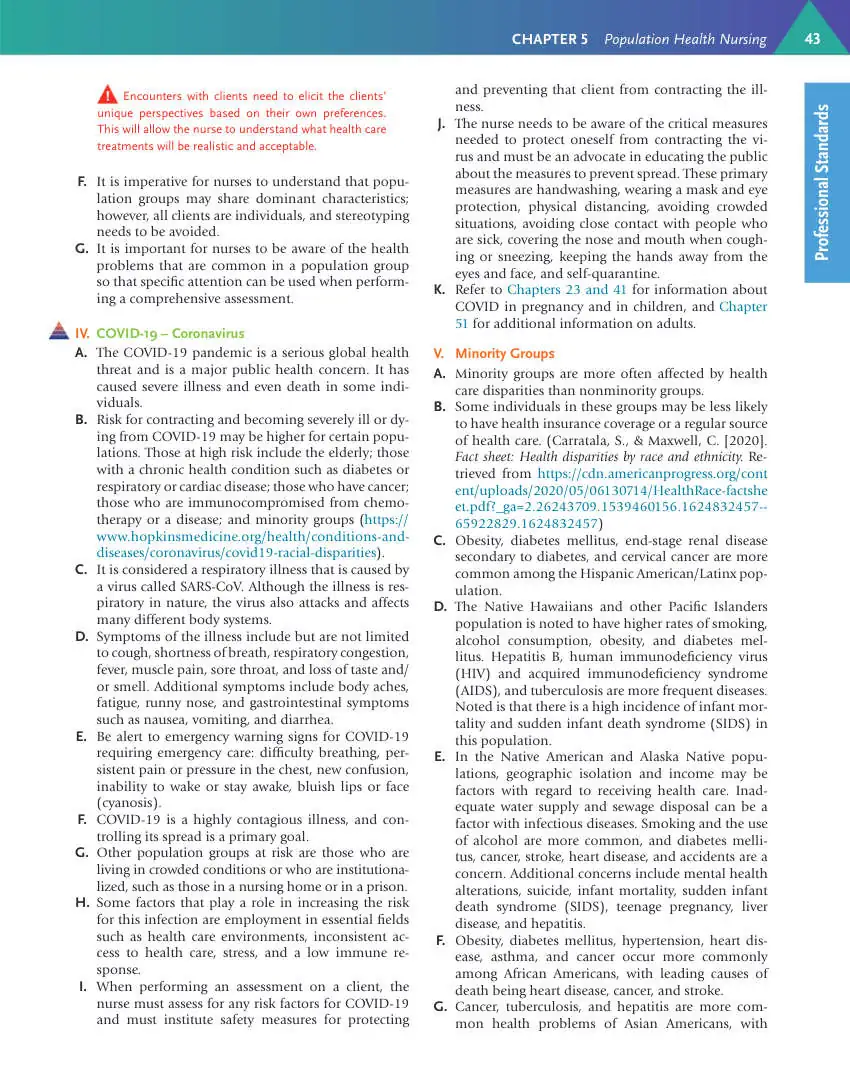 CHAPTER 5 Population Health Nursing 43
Encounters with clients need to elicit the clients'
unique perspectives based on their own preferences.
This will allow the nurse to understand what health care
treatments will be realistic and acceptable.
F. It is imperative for nurses to understand that popu-
lation groups may share dominant characteristics;
however, all clients are individuals, and stereotyping
needs to be avoided.
G. It is important for nurses to be aware of the health
problems that are common in a population group
so that specific attention can be used when perform-
ing a comprehensive assessment.
IV. COVID-19 – Coronavirus
A. The COVID-19 pandemic is a serious global health
threat and is a major public health concern. It has
caused severe illness and even death in some indi-
viduals.
B. Risk for contracting and becoming severely ill or dy-
ing from COVID-19 may be higher for certain popu-
lations. Those at high risk include the elderly; those
with a chronic health condition such as diabetes or
respiratory or cardiac disease; those who have cancer;
those who are immunocompromised from chemo-
therapy or a disease; and minority groups (https://
www.hopkinsmedicine.org/health/conditions-and-
diseases/coronavirus/covid19-racial-disparities).
C. It is considered a respiratory illness that is caused by
a virus called SARS-CoV. Although the illness is res-
piratory in nature, the virus also attacks and affects
many different body systems.
D. Symptoms of the illness include but are not limited
to cough, shortness of breath, respiratory congestion,
fever, muscle pain, sore throat, and loss of taste and/
or smell. Additional symptoms include body aches,
fatigue, runny nose, and gastrointestinal symptoms
such as nausea, vomiting, and diarrhea.
E. Be alert to emergency warning signs for COVID-19
requiring emergency care: difficulty breathing, per-
sistent pain or pressure in the chest, new confusion,
inability to wake or stay awake, bluish lips or face
(cyanosis).
F. COVID-19 is a highly contagious illness, and con-
trolling its spread is a primary goal.
G. Other population groups at risk are those who are
living in crowded conditions or who are institutiona-
lized, such as those in a nursing home or in a prison.
H. Some factors that play a role in increasing the risk
for this infection are employment in essential fields
such as health care environments, inconsistent ac-
cess to health care, stress, and a low immune re-
sponse.
I. When performing an assessment on a client, the
nurse must assess for any risk factors for COVID-19
and must institute safety measures for protecting
and preventing that client from contracting the ill-
ness.
J. The nurse needs to be aware of the critical measures
needed to protect oneself from contracting the vi-
rus and must be an advocate in educating the public
about the measures to prevent spread. These primary
measures are handwashing, wearing a mask and eye
protection, physical distancing, avoiding crowded
situations, avoiding close contact with people who
are sick, covering the nose and mouth when cough-
ing or sneezing, keeping the hands away from the
eyes and face, and self-quarantine.
K. Refer to Chapters 23 and 41 for information about
COVID in pregnancy and in children, and Chapter
51 for additional information on adults.
V. Minority Groups
A. Minority groups are more often affected by health
care disparities than nonminority groups.
B. Some individuals in these groups may be less likely
to have health insurance coverage or a regular source
of health care. (Carratala, S., & Maxwell, C. [2020].
Fact sheet: Health disparities by race and ethnicity. Re-
trieved from https://cdn.americanprogress.org/cont
ent/uploads/2020/05/06130714/HealthRace-factshe
et.pdf?_ga=2.26243709.1539460156.1624832457--
65922829.1624832457)
C. Obesity, diabetes mellitus, end-stage renal disease
secondary to diabetes, and cervical cancer are more
common among the Hispanic American/Latinx pop-
ulation.
D. The Native Hawaiians and other Pacific Islanders
population is noted to have higher rates of smoking,
alcohol consumption, obesity, and diabetes mel-
litus. Hepatitis B, human immunodeficiency virus
(HIV) and acquired immunodeficiency syndrome
(AIDS), and tuberculosis are more frequent diseases.
Noted is that there is a high incidence of infant mor-
tality and sudden infant death syndrome (SIDS) in
this population.
E. In the Native American and Alaska Native popu-
lations, geographic isolation and income may be
factors with regard to receiving health care. Inad-
equate water supply and sewage disposal can be a
factor with infectious diseases. Smoking and the use
of alcohol are more common, and diabetes melli-
tus, cancer, stroke, heart disease, and accidents are a
concern. Additional concerns include mental health
alterations, suicide, infant mortality, sudden infant
death syndrome (SIDS), teenage pregnancy, liver
disease, and hepatitis.
F. Obesity, diabetes mellitus, hypertension, heart dis-
ease, asthma, and cancer occur more commonly
among African Americans, with leading causes of
death being heart disease, cancer, and stroke.
G. Cancer, tuberculosis, and hepatitis are more com-
mon health problems of Asian Americans, with
Professional Standards